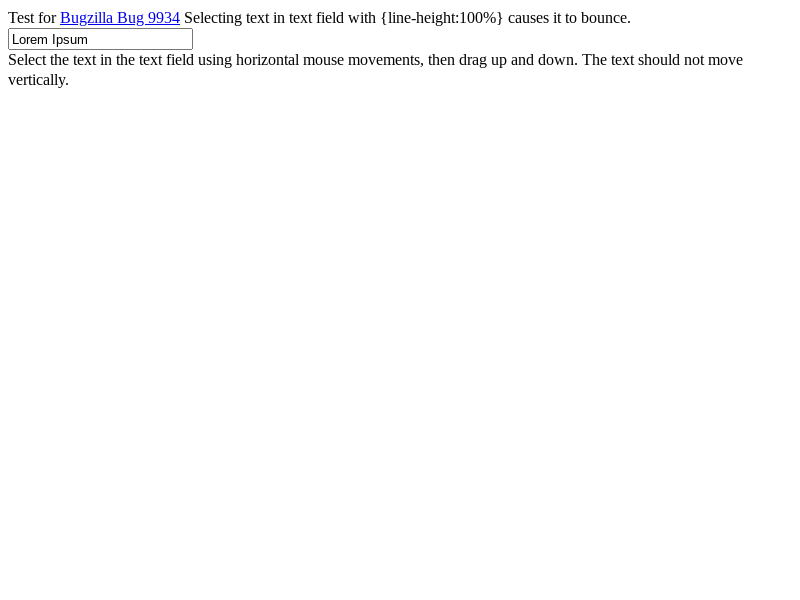 Test for Bugzilla Bug 9934 Selecting text in text field with {line-height:100%} causes it to bounce.
Lorem Ipsum
Select the text in the text field using horizontal mouse movements, then drag up and down. The text should not move
vertically.